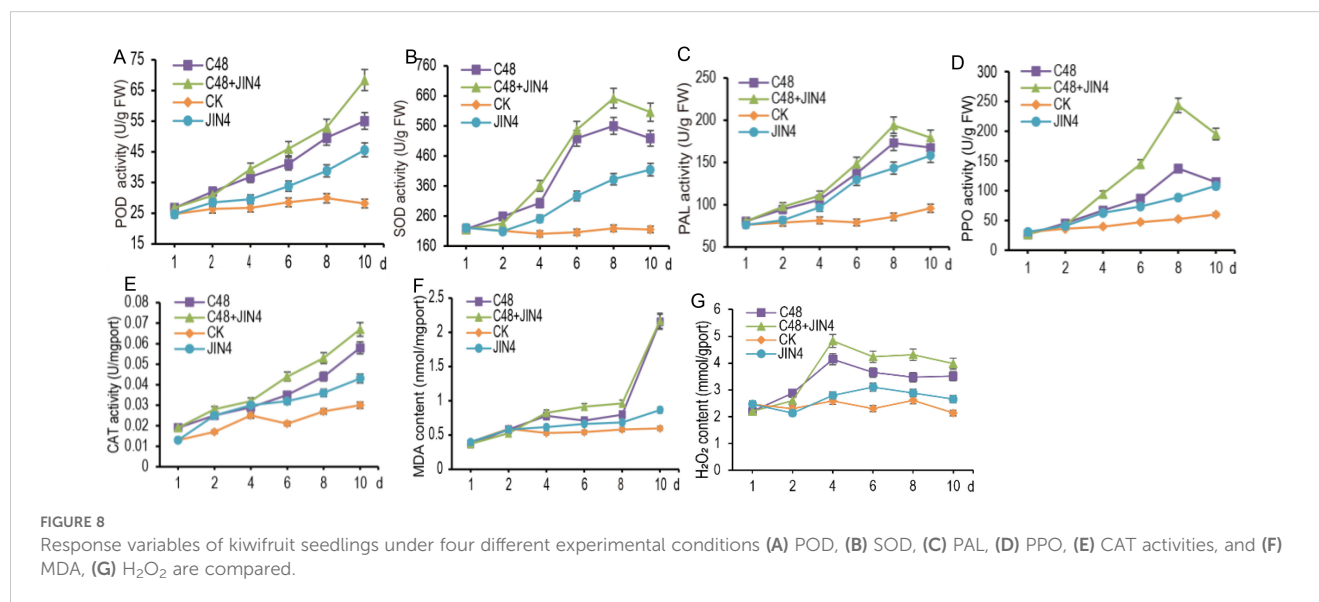 A
POD activity (U/g FW)
75
65
55
45
35
25
15
C48
C48+JIN4
CK
JIN4
1 2 4 6 8 10 d
B
SOD activity (U/g FW)
760
660
560
460
360
260
160
C48
C48+JIN4
CK
JIN4
1 2 4 6 8 10 d
C
PAL activity (U/g FW)
250
200
150
100
50
C48
C48+JIN4
CK
JIN4
1 2 4 6 8 10 d
D
PPO activity (U/g FW)
300
250
200
150
100
50
0
C48
C48+JIN4
CK
JIN4
1 2 4 6 8 10 d
E
CAT activity (U/mgport)
0.08
0.07
0.06
0.05
0.04
0.03
0.02
0.01
0
C48
C48+JIN4
CK
JIN4
1 2 4 6 8 10 d
F
MDA content (nmol/mgport)
2.5
2
1.5
1
0.5
0
C48
C48+JIN4
CK
JIN4
1 2 4 6 8 10 d
G
H₂O₂ content (mmol/gport)
6
5
4
3
2
1
0
C48
C48+JIN4
CK
JIN4
1 2 4 6 8 10 d
FIGURE 8
Response variables of kiwifruit seedlings under four different experimental conditions (A) POD, (B) SOD, (C) PAL, (D) PPO, (E) CAT activities, and (F)
MDA, (G) H₂O₂ are compared.